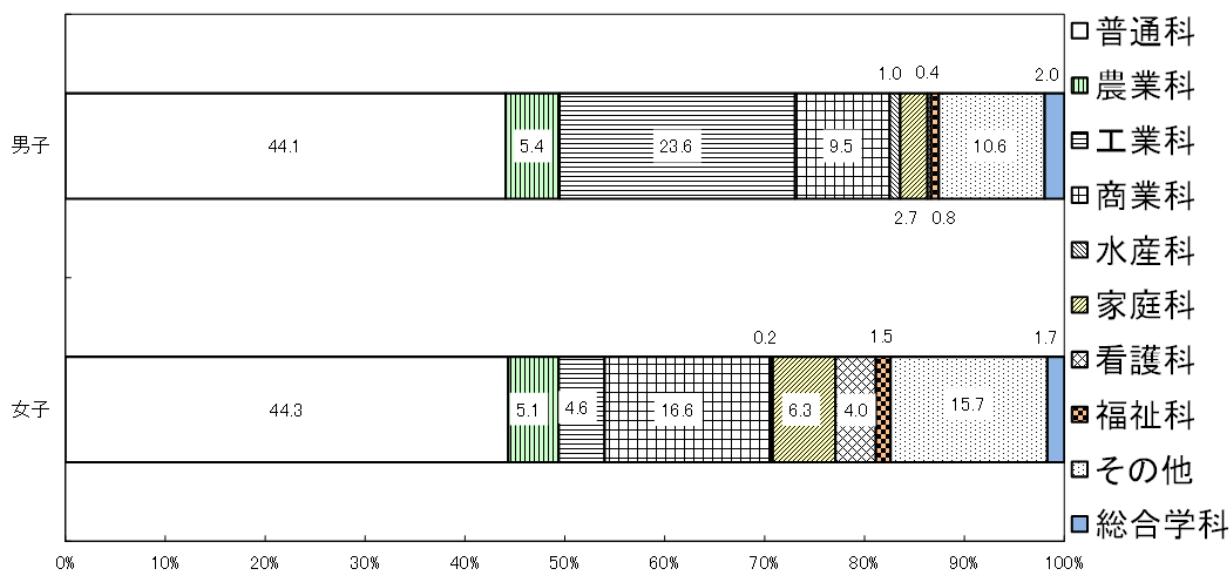 普通科
農業科
工業科
商業科
水産科
家庭科
看護科
福祉科
その他
総合学科
1.0 0.4 2.0
男子 44.1 5.4 23.6 9.5 10.6
2.7 0.8
0.2 1.5 1.7
女子 44.3 5.1 4.6 16.6 6.3 4.0 15.7
0% 10% 20% 30% 40% 50% 60% 70% 80% 90% 100%